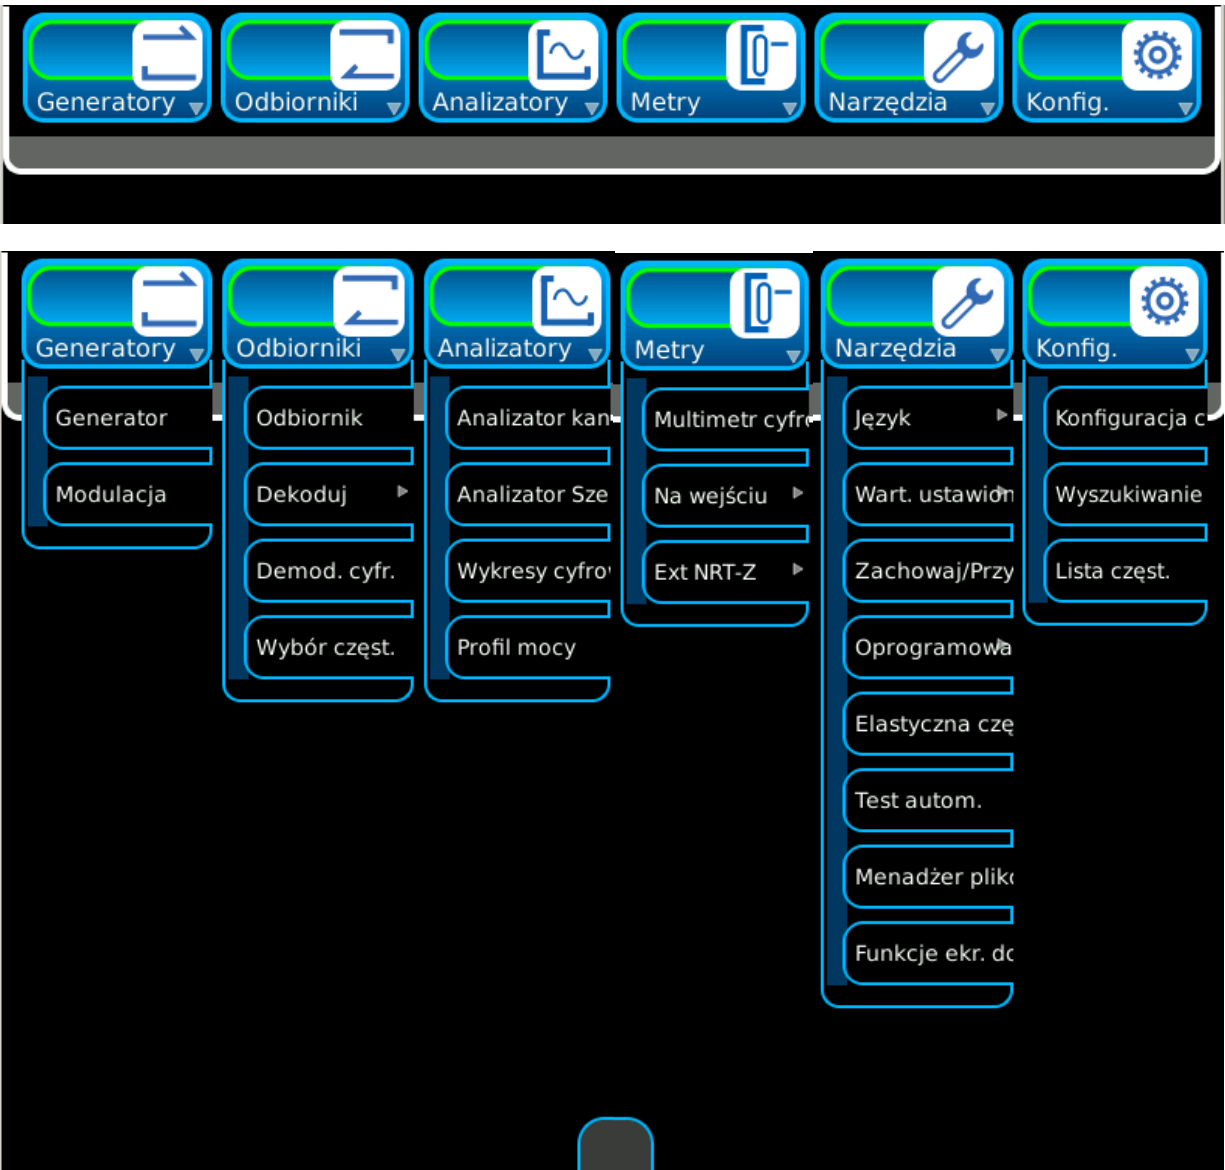 Generatory
Odbiorniki
Analizatory
Metry
Narzędzia
Konfig.
Generatory
Generator
Modulacja
Odbiorniki
Odbiornik
Dekoduj
Demod. cyfr.
Wybór częst.
Analizatory
Analizator kan
Analizator Sze
Wykresy cyfro
Profil mocy
Metry
Multimetr cyfr
Na wejściu
Ext NRT-Z
Narzędzia
Język
Wart. ustawion
Zachowaj/Przy
Oprogramowa
Elastyczna czę
Test autom.
Menadżer plik
Funkcje ekr. do
Konfig.
Konfiguracja c
Wyszukiwanie
Lista częst.